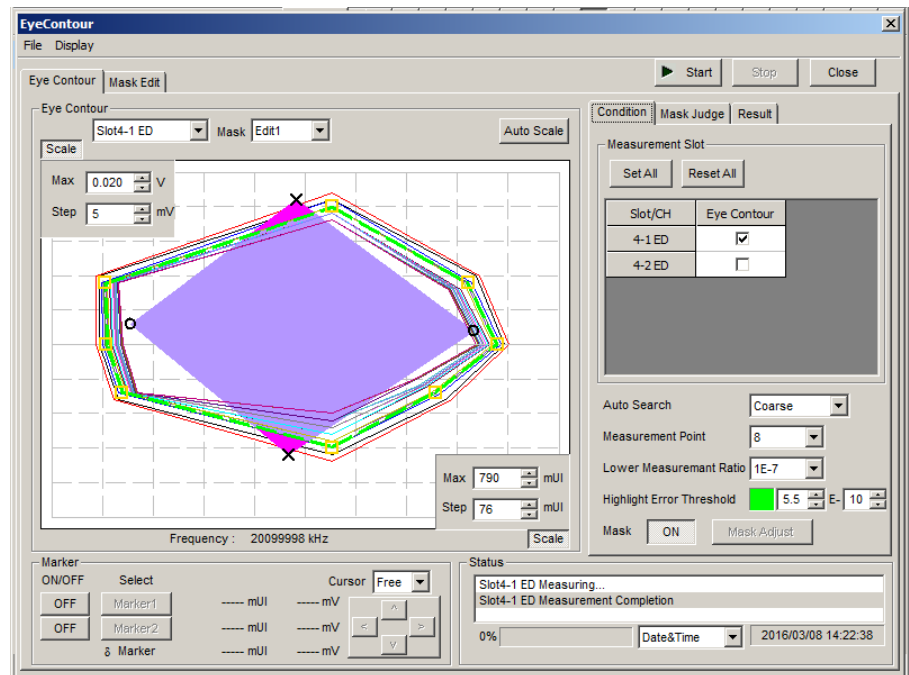 EyeContour
File Display
Eye Contour Mask Edit
Start Stop Close
Eye Contour
Slot4-1 ED Mask Edit1 Auto Scale
Scale
Max 0.020 V
Step 5 mV
Max 790 mUI
Step 76 mUI
Frequency : 20099998 kHz Scale
Condition Mask Judge Result
Measurement Slot
Set All Reset All
Slot/CH Eye Contour
4-1 ED
4-2 ED
Auto Search Coarse
Measurement Point 8
Lower Measuremant Ratio 1E-7
Highlight Error Threshold 5.5 E- 10
Mask ON Mask Adjust
Marker
ON/OFF Select Cursor Free
OFF Marker1 ----- mUI ----- mV
OFF Marker2 ----- mUI ----- mV
δ Marker ----- mUI ----- mV
Status
Slot4-1 ED Measuring...
Slot4-1 ED Measurement Completion
0% Date&Time 2016/03/08 14:22:38